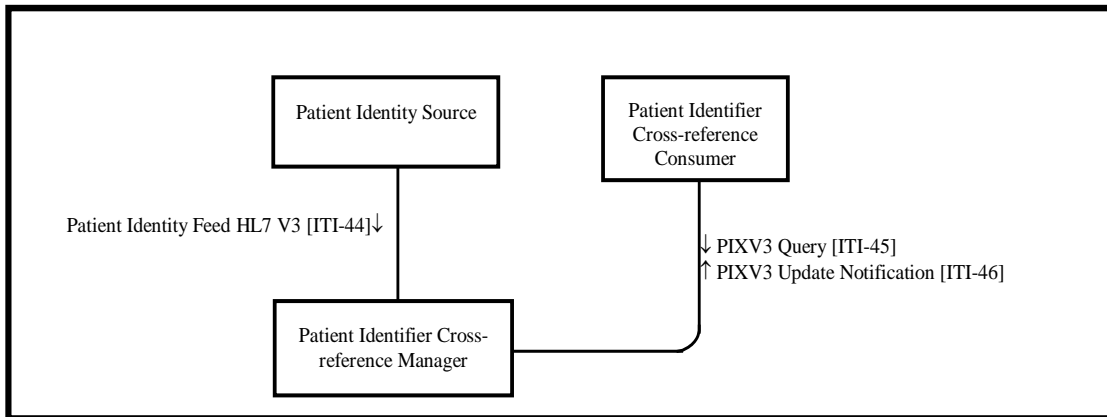 Patient Identity Source
Patient Identifier
Cross-reference
Consumer
Patient Identity Feed HL7 V3 [ITI-44]↓
↓ PIXV3 Query [ITI-45]
↑ PIXV3 Update Notification [ITI-46]
Patient Identifier Cross-
reference Manager